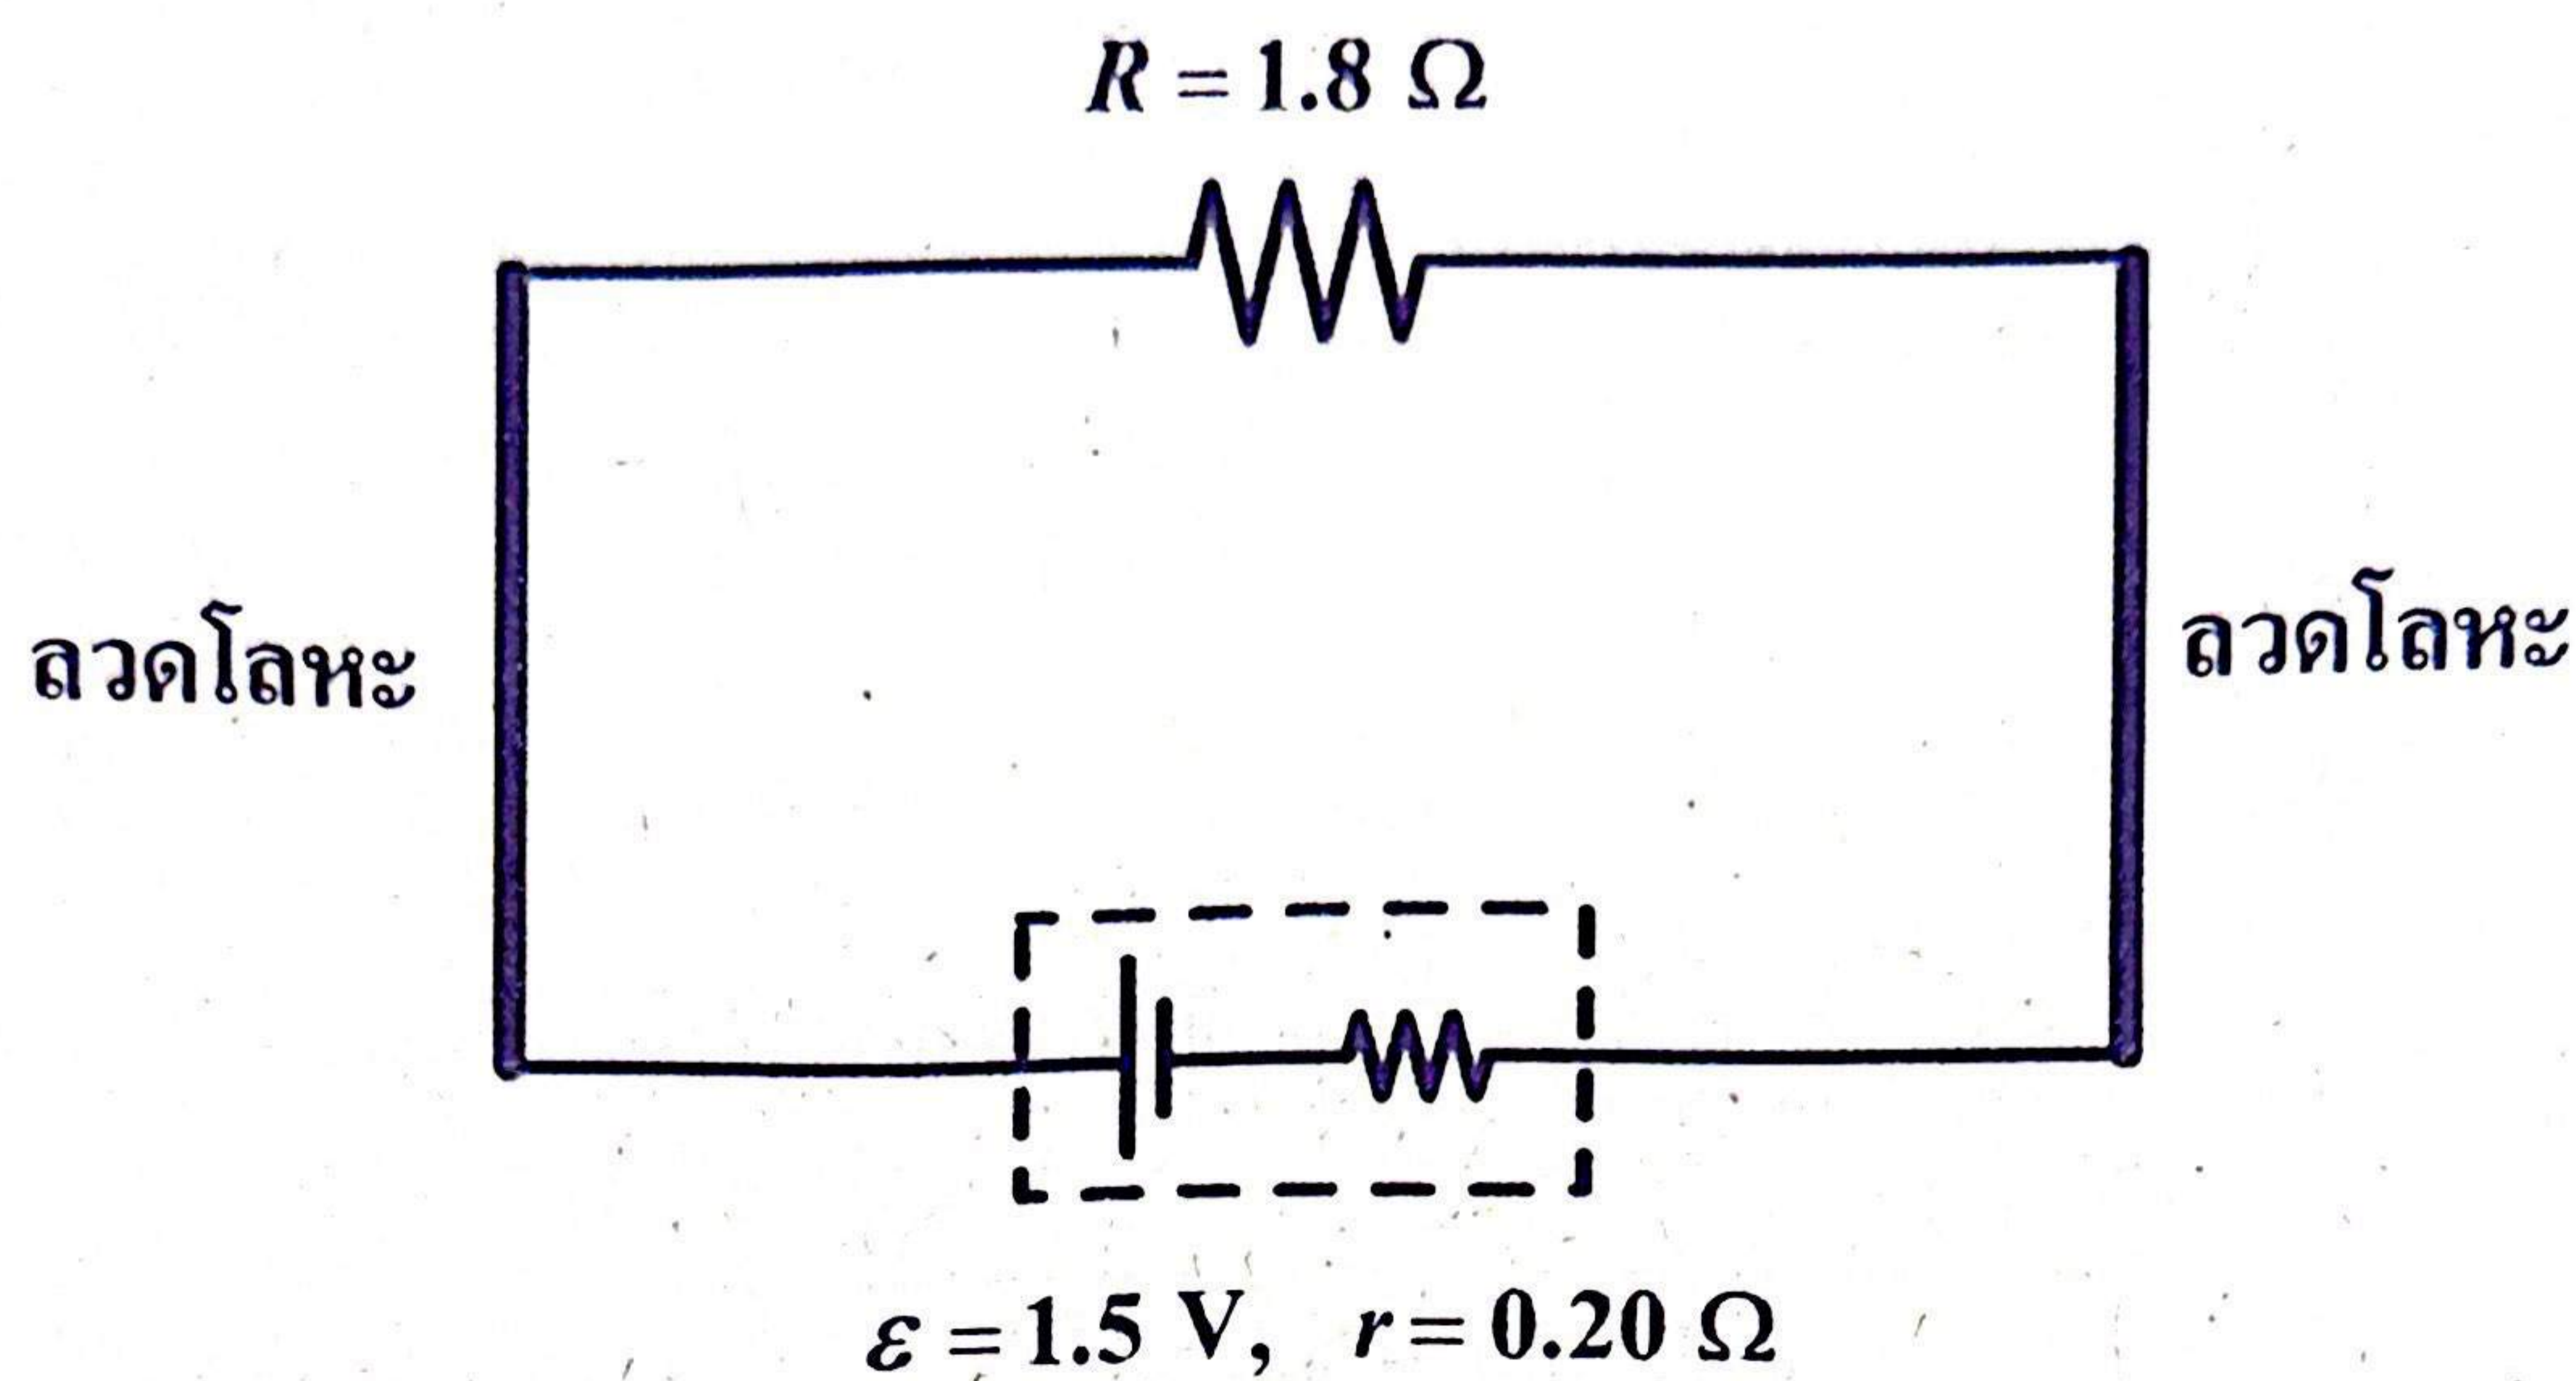 R = 1.8 Ω
ลวดโลหะ
ลวดโลหะ
ε = 1.5 V, r = 0.20 Ω